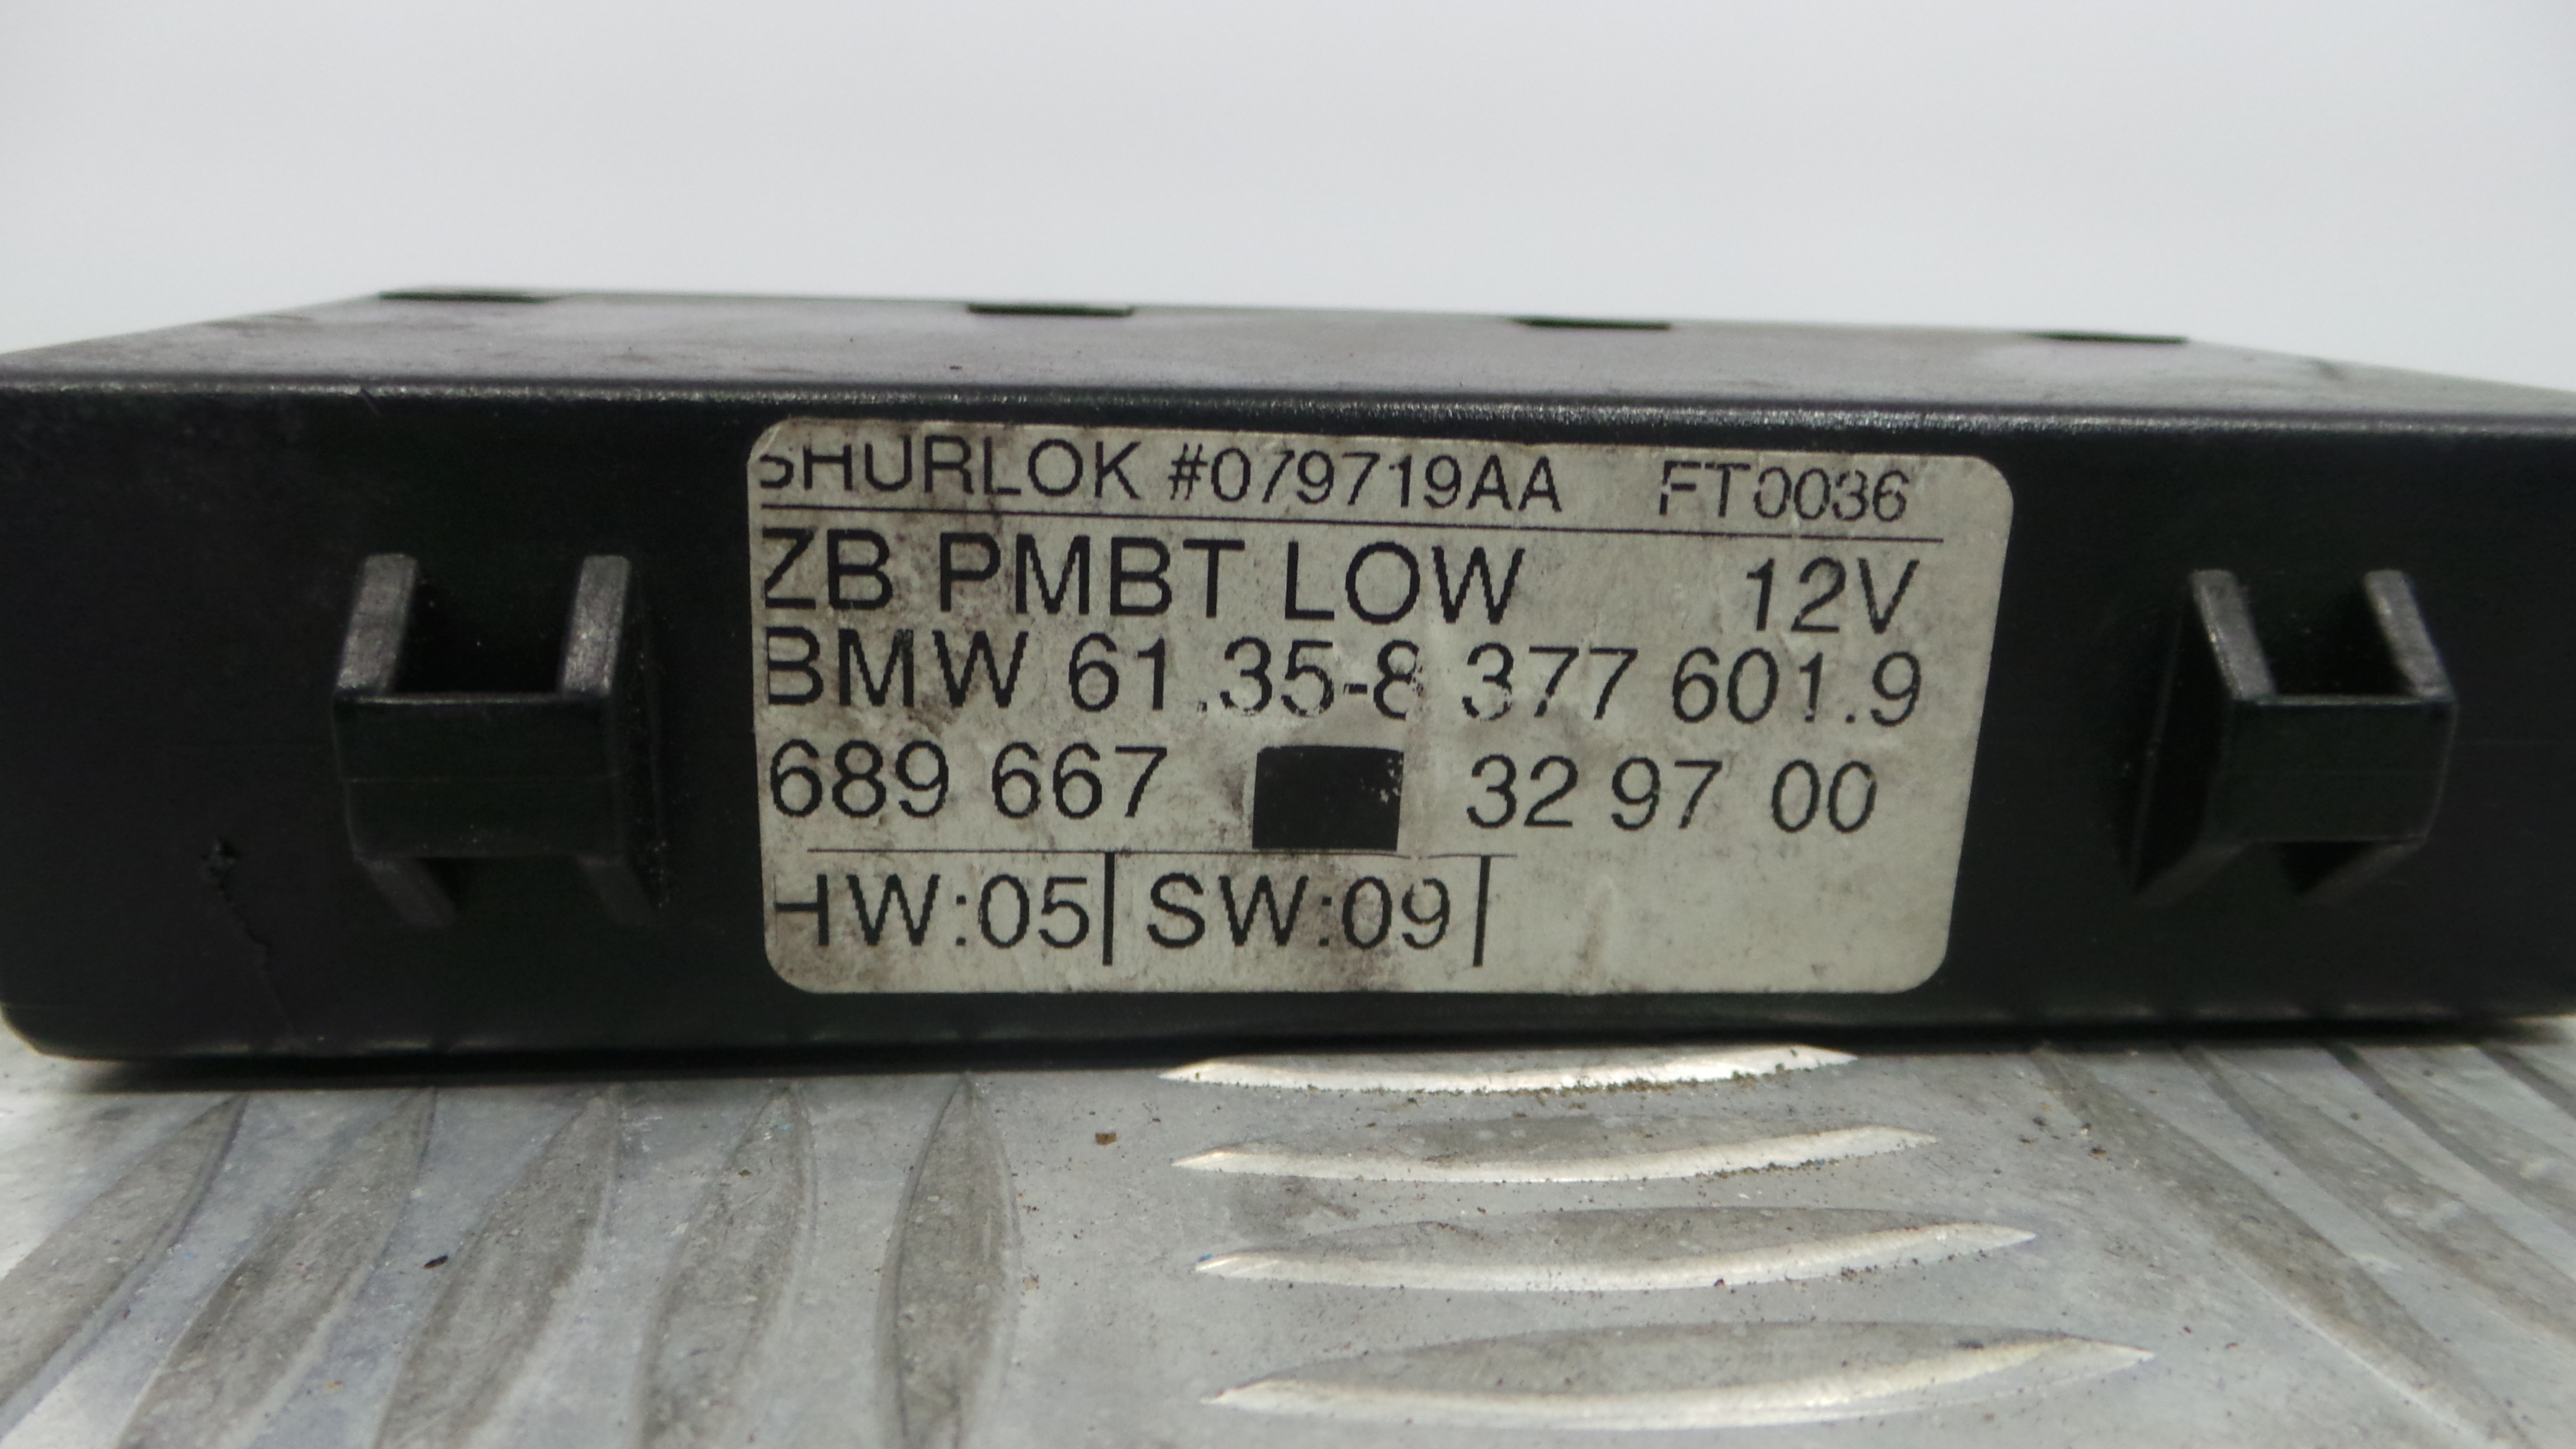 SHURLOK #079719AA FT0036
ZB PMBT LOW 12V
BMW 61.35-8 377 601.9
689 667 32 97 00
HW:05| SW:09|